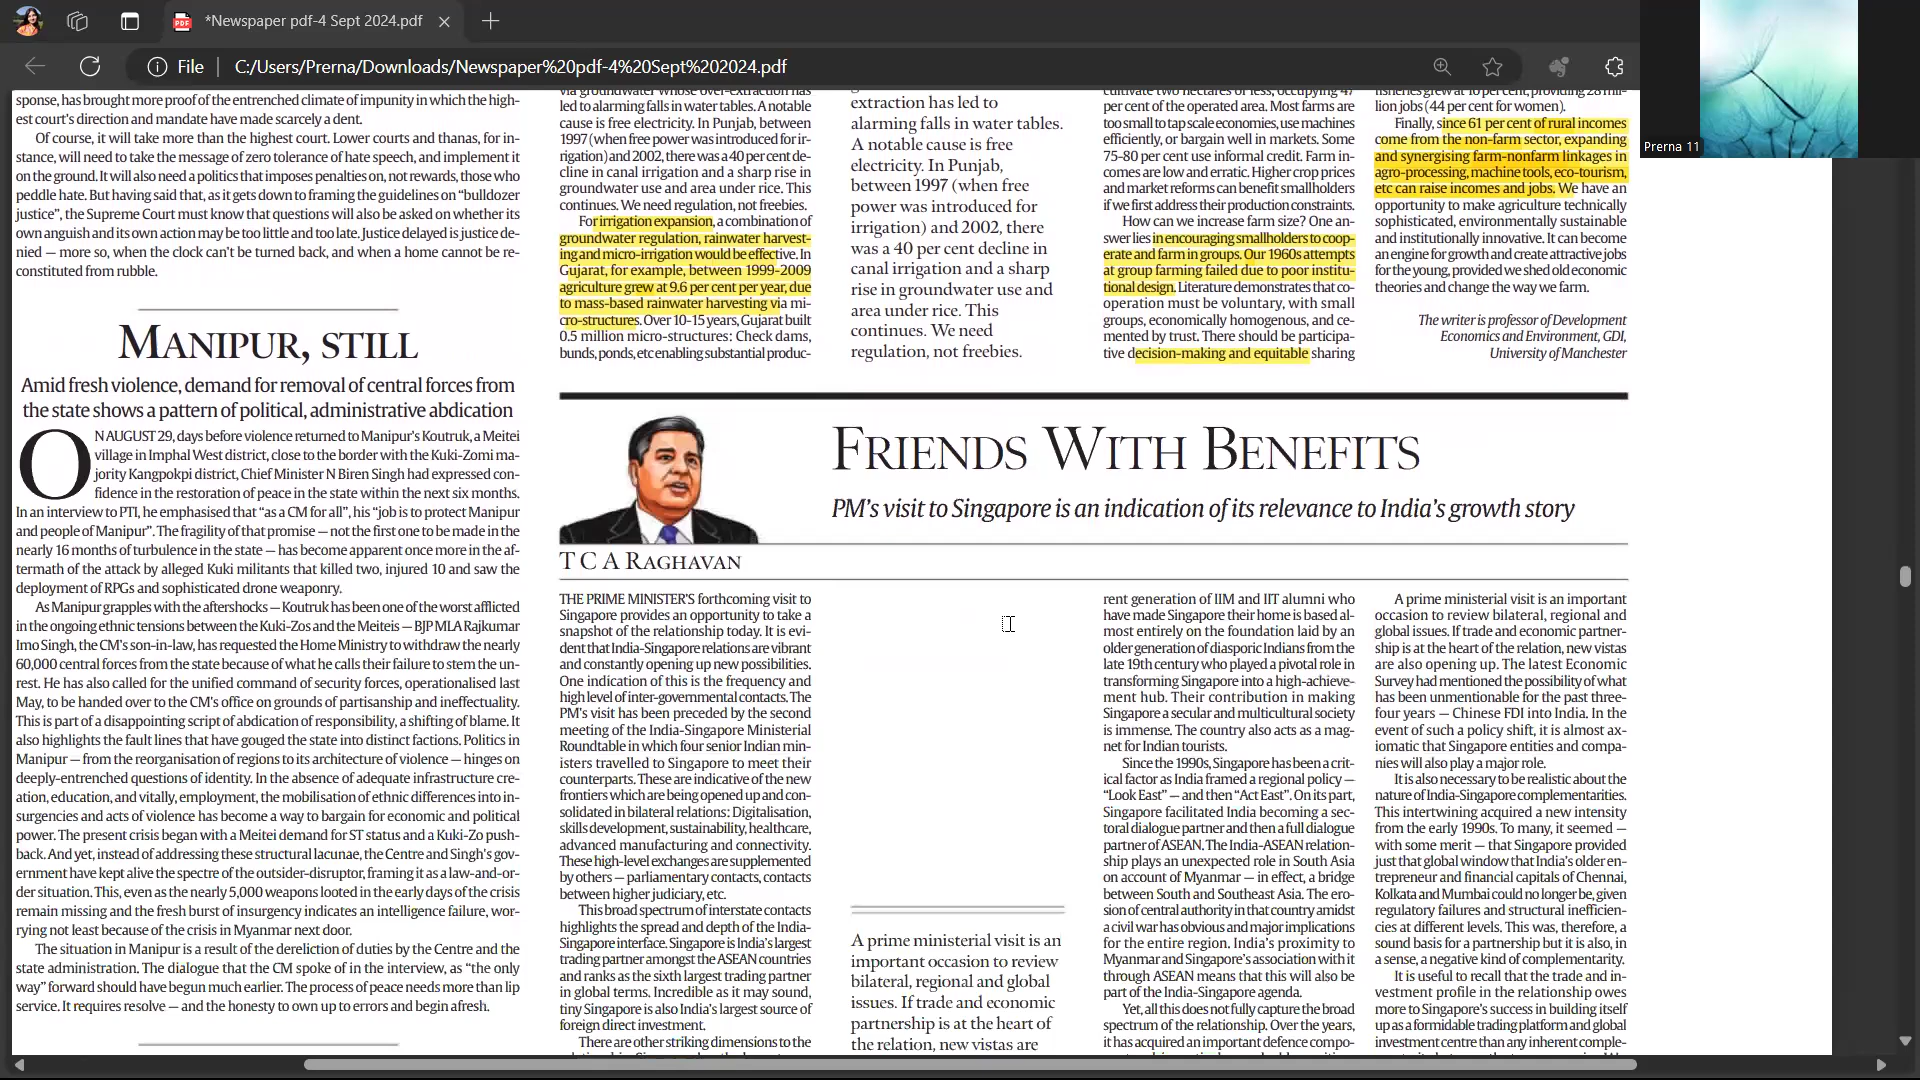 *Newspaper pdf-4 Sept 2024.pdf
File
C:/Users/Prerna/Downloads/Newspaper%20pdf-4%20Sept%202024.pdf
Prerna 11
sponse, has brought more proof of the entrenched climate of impunity in which the high-
est court's direction and mandate have made scarcely a dent.
Of course, it will take more than the highest court. Lower courts and thanas, for in-
stance, will need to take the message of zero tolerance of hate speech, and implement it
on the ground. It will also need a politics that imposes penalties on, not rewards, those who
peddle hate. But having said that, as it gets down to framing the guidelines on "bulldozer
justice", the Supreme Court must know that questions will also be asked on whether its
own anguish and its own action may be too little and too late. Justice delayed is justice de-
nied — more so, when the clock can't be turned back, and when a home cannot be re-
constituted from rubble.
MANIPUR, STILL
Amid fresh violence, demand for removal of central forces from
the state shows a pattern of political, administrative abdication
ON AUGUST 29, days before violence returned to Manipur's Koutruk, a Meitei
village in Imphal West district, close to the border with the Kuki-Zomi ma-
jority Kangpokpi district, Chief Minister N Biren Singh had expressed con-
fidence in the restoration of peace in the state within the next six months.
In an interview to PTI, he emphasised that "as a CM for all", his "job is to protect Manipur
and people of Manipur". The fragility of that promise — not the first one to be made in the
nearly 16 months of turbulence in the state — has become apparent once more in the af-
termath of the attack by alleged Kuki militants that killed two, injured 10 and saw the
deployment of RPGs and sophisticated drone weaponry.
As Manipur grapples with the aftershocks — Koutruk has been one of the worst afflicted
in the ongoing ethnic tensions between the Kuki-Zos and the Meiteis — BJP MLA Rajkumar
Imo Singh, the CM's son-in-law, has requested the Home Ministry to withdraw the nearly
60,000 central forces from the state because of what he calls their failure to stem the un-
rest. He has also called for the unified command of security forces, operationalised last
May, to be handed over to the CM's office on grounds of partisanship and ineffectuality.
This is part of a disappointing script of abdication of responsibility, a shifting of blame. It
also highlights the fault lines that have gouged the state into distinct factions. Politics in
Manipur — from the reorganisation of regions to its architecture of violence — hinges on
deeply-entrenched questions of identity. In the absence of adequate infrastructure cre-
ation, education, and vitally, employment, the mobilisation of ethnic differences into in-
surgencies and acts of violence has become a way to bargain for economic and political
power. The present crisis began with a Meitei demand for ST status and a Kuki-Zo push-
back. And yet, instead of addressing these structural lacunae, the Centre and Singh's gov-
ernment have kept alive the spectre of the outsider-disruptor, framing it as a law-and-or-
der situation. This, even as the nearly 5,000 weapons looted in the early days of the crisis
remain missing and the fresh burst of insurgency indicates an intelligence failure, wor-
rying not least because of the crisis in Myanmar next door.
The situation in Manipur is a result of the dereliction of duties by the Centre and the
state administration. The dialogue that the CM spoke of in the interview, as "the only
way" forward should have begun much earlier. The process of peace needs more than lip
service. It requires resolve — and the honesty to own up to errors and begin afresh.
via groundwater whose over-extraction has
led to alarming falls in water tables. A notable
cause is free electricity. In Punjab, between
1997 (when free power was introduced for ir-
rigation) and 2002, there was a 40 per cent de-
cline in canal irrigation and a sharp rise in
groundwater use and area under rice. This
continues. We need regulation, not freebies.
For irrigation expansion, a combination of
groundwater regulation, rainwater harvest-
ing and micro-irrigation would be effective. In
Gujarat, for example, between 1999-2009
agriculture grew at 9.6 per cent per year, due
to mass-based rainwater harvesting via mi-
cro-structures. Over 10-15 years, Gujarat built
0.5 million micro-structures: Check dams,
bunds, ponds, etc enabling substantial produc-
extraction has led to
alarming falls in water tables.
A notable cause is free
electricity. In Punjab,
between 1997 (when free
power was introduced for
irrigation) and 2002, there
was a 40 per cent decline in
canal irrigation and a sharp
rise in groundwater use and
area under rice. This
continues. We need
regulation, not freebies.
cultivate two hectares or less, occupying 47
per cent of the operated area. Most farms are
too small to tap scale economies, use machines
efficiently, or bargain well in markets. Some
75-80 per cent use informal credit. Farm in-
comes are low and erratic. Higher crop prices
and market reforms can benefit smallholders
if we first address their production constraints.
How can we increase farm size? One an-
swer lies in encouraging smallholders to coop-
erate and farm in groups. Our 1960s attempts
at group farming failed due to poor institu-
tional design. Literature demonstrates that co-
operation must be voluntary, with small
groups, economically homogenous, and ce-
mented by trust. There should be participa-
tive decision-making and equitable sharing
fisheries grew at 10 per cent, providing 28 mil-
lion jobs (44 per cent for women).
Finally, since 61 per cent of rural incomes
come from the non-farm sector, expanding
and synergising farm-nonfarm linkages in
agro-processing, machine tools, eco-tourism,
etc can raise incomes and jobs. We have an
opportunity to make agriculture technically
sophisticated, environmentally sustainable
and institutionally innovative. It can become
an engine for growth and create attractive jobs
for the young, provided we shed old economic
theories and change the way we farm.
The writer is professor of Development
Economics and Environment, GDI,
University of Manchester
FRIENDS WITH BENEFITS
PM's visit to Singapore is an indication of its relevance to India's growth story
T C A RAGHAVAN
THE PRIME MINISTER'S forthcoming visit to
Singapore provides an opportunity to take a
snapshot of the relationship today. It is evi-
dent that India-Singapore relations are vibrant
and constantly opening up new possibilities.
One indication of this is the frequency and
high level of inter-governmental contacts. The
PM's visit has been preceded by the second
meeting of the India-Singapore Ministerial
Roundtable in which four senior Indian min-
isters travelled to Singapore to meet their
counterparts. These are indicative of the new
frontiers which are being opened up and con-
solidated in bilateral relations: Digitalisation,
skills development, sustainability, healthcare,
advanced manufacturing and connectivity.
These high-level exchanges are supplemented
by others — parliamentary contacts, contacts
between higher judiciary, etc.
This broad spectrum of interstate contacts
highlights the spread and depth of the India-
Singapore interface. Singapore is India's largest
trading partner amongst the ASEAN countries
and ranks as the sixth largest trading partner
in global terms. Incredible as it may sound,
tiny Singapore is also India's largest source of
foreign direct investment.
There are other striking dimensions to the
A prime ministerial visit is an
important occasion to review
bilateral, regional and global
issues. If trade and economic
partnership is at the heart of
the relation, new vistas are
rent generation of IIM and IIT alumni who
have made Singapore their home is based al-
most entirely on the foundation laid by an
older generation of diasporic Indians from the
late 19th century who played a pivotal role in
transforming Singapore into a high-achieve-
ment hub. Their contribution in making
Singapore a secular and multicultural society
is immense. The country also acts as a mag-
net for Indian tourists.
Since the 1990s, Singapore has been a crit-
ical factor as India framed a regional policy —
"Look East" — and then "Act East". On its part,
Singapore facilitated India becoming a sec-
toral dialogue partner and then a full dialogue
partner of ASEAN. The India-ASEAN relation-
ship plays an unexpected role in South Asia
on account of Myanmar — in effect, a bridge
between South and Southeast Asia. The ero-
sion of central authority in that country amidst
a civil war has obvious and major implications
for the entire region. India's proximity to
Myanmar and Singapore's association with it
through ASEAN means that this will also be
part of the India-Singapore agenda.
Yet, all this does not fully capture the broad
spectrum of the relationship. Over the years,
it has acquired an important defence compo-
A prime ministerial visit is an important
occasion to review bilateral, regional and
global issues. If trade and economic partner-
ship is at the heart of the relation, new vistas
are also opening up. The latest Economic
Survey had mentioned the possibility of what
has been unmentionable for the past three-
four years — Chinese FDI into India. In the
event of such a policy shift, it is almost ax-
iomatic that Singapore entities and compa-
nies will also play a major role.
It is also necessary to be realistic about the
nature of India-Singapore complementarities.
This intertwining acquired a new intensity
from the early 1990s. To many, it seemed —
with some merit — that Singapore provided
just that global window that India's older en-
trepreneur and financial capitals of Chennai,
Kolkata and Mumbai could no longer be, given
regulatory failures and structural inefficien-
cies at different levels. This was, therefore, a
sound basis for a partnership but it is also, in
a sense, a negative kind of complementarity.
It is useful to recall that the trade and in-
vestment profile in the relationship owes
more to Singapore's success in building itself
up as a formidable trading platform and global
investment centre than any inherent comple-